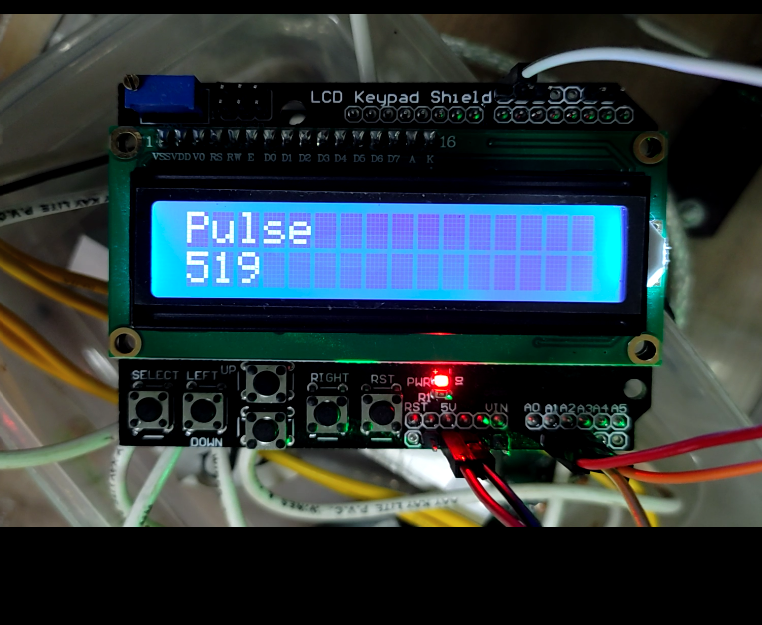 LCD Keypad Shield
1 16
VSS VDD V0 RS RW E D0 D1 D2 D3 D4 D5 D6 D7 A K
Pulse
519
SELECT LEFT UP RIGHT RST
DOWN
PWR
RST 5V VIN A0 A1 A2 A3 A4 A5